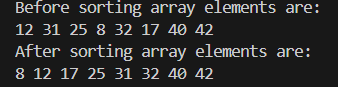 Before sorting array elements are:
12 31 25 8 32 17 40 42
After sorting array elements are:
8 12 17 25 31 32 40 42